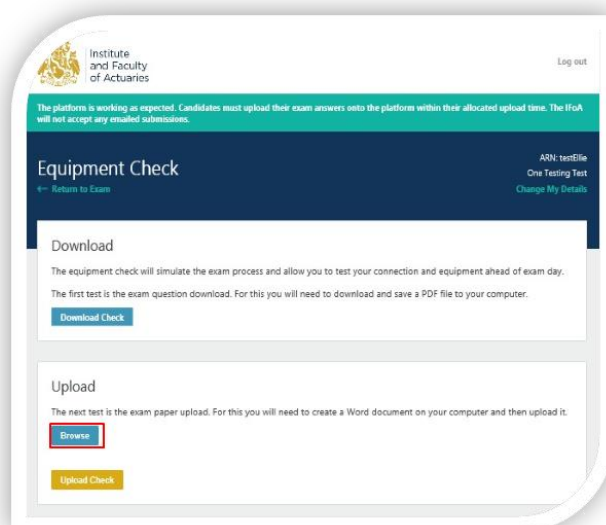 Institute
and Faculty
of Actuaries
Log out
The platform is working as expected. Candidates must upload their exam answers onto the platform within their allocated upload time. The IFoA
will not accept any emailed submissions.
Equipment Check
← Return to Exam
ARN: testEllie
One Testing Test
Change My Details
Download
The equipment check will simulate the exam process and allow you to test your connection and equipment ahead of exam day.
The first test is the exam question download. For this you will need to download and save a PDF file to your computer.
Download Check
Upload
The next test is the exam paper upload. For this you will need to create a Word document on your computer and then upload it.
Browse
Upload Check